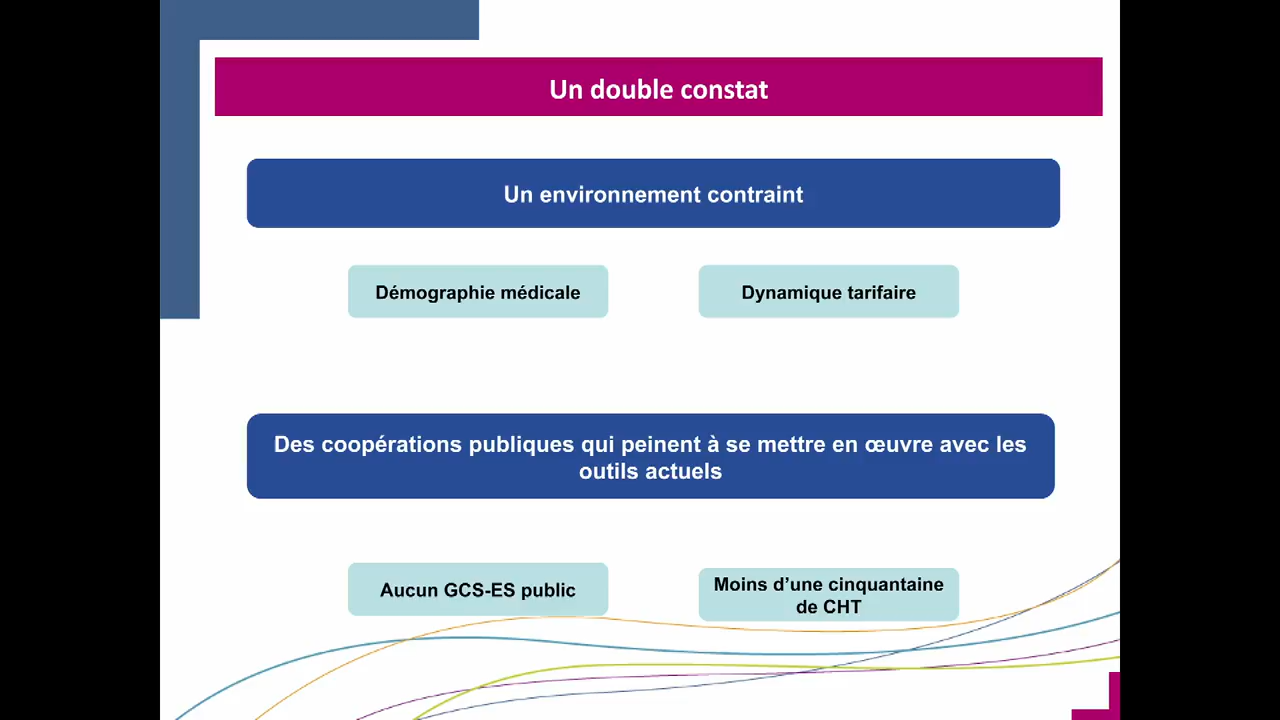 Un double constat
Un environnement contraint
Démographie médicale
Dynamique tarifaire
Des coopérations publiques qui peinent à se mettre en œuvre avec les
outils actuels
Aucun GCS-ES public
Moins d’une cinquantaine
de CHT